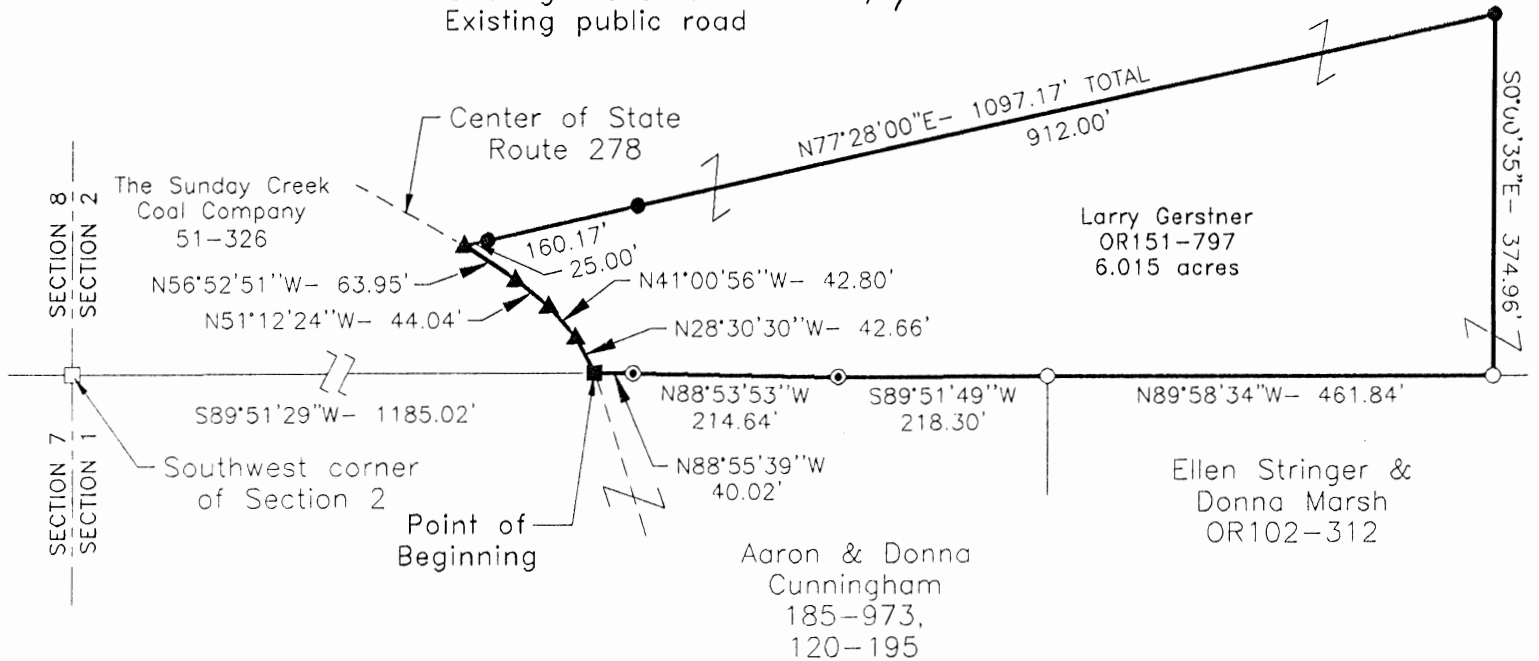 Existing public road
N77°28'00"E- 1097.17' TOTAL
912.00'
S0°00'35"E- 374.96'
Center of State
Route 278
The Sunday Creek
Coal Company
51-326
SECTION 8
SECTION 2
Larry Gerstner
OR151-797
6.015 acres
160.17'
25.00'
N56°52'51"W- 63.95'
N41°00'56"W- 42.80'
N51°12'24"W- 44.04'
N28°30'30"W- 42.66'
S89°51'29"W- 1185.02'
N88°53'53"W
214.64'
S89°51'49"W
218.30'
N89°58'34"W- 461.84'
SECTION 7
SECTION 1
Southwest corner
of Section 2
N88°55'39"W
40.02'
Point of
Beginning
Ellen Stringer &
Donna Marsh
OR102-312
Aaron & Donna
Cunningham
185-973,
120-195